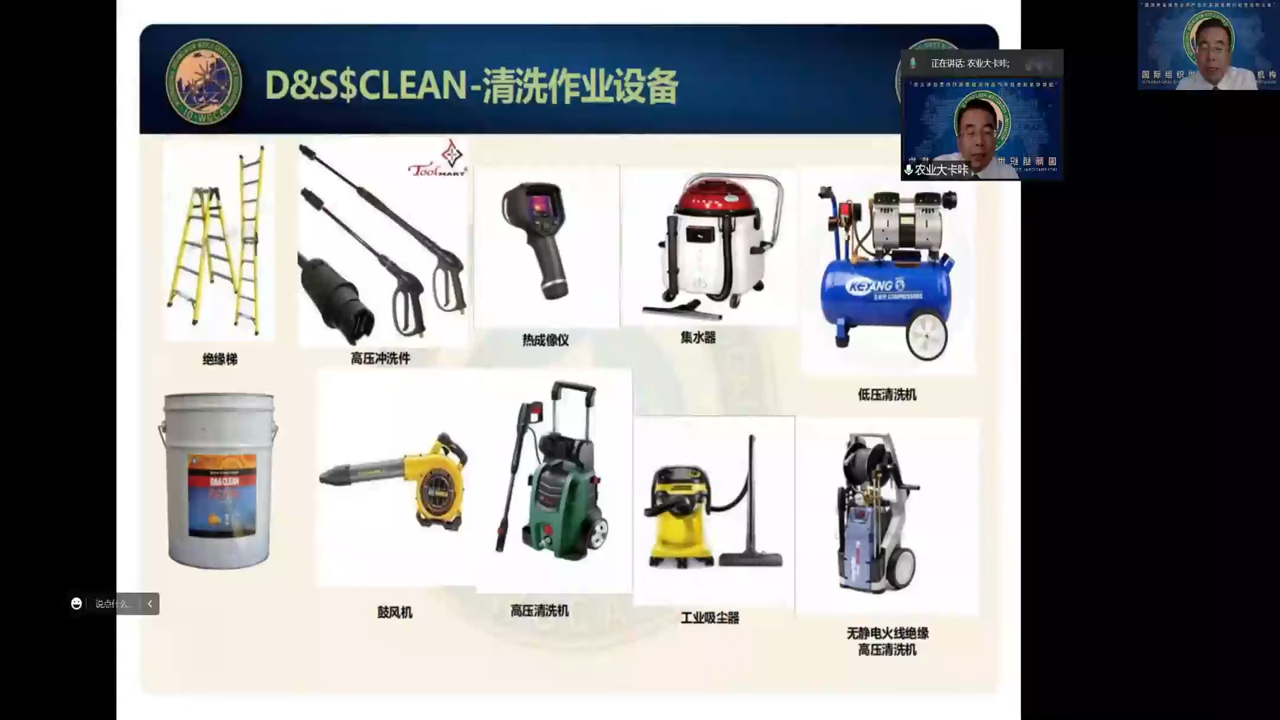 D&S$CLEAN-清洗作业设备
正在讲话: 农业大卡咔;
农业大卡咔
TOOLMART
KEYANG
绝缘梯
高压冲洗件
热成像仪
集水器
低压清洗机
D&S CLEAN
鼓风机
高压清洗机
工业吸尘器
无静电火线绝缘
高压清洗机
说点什么...